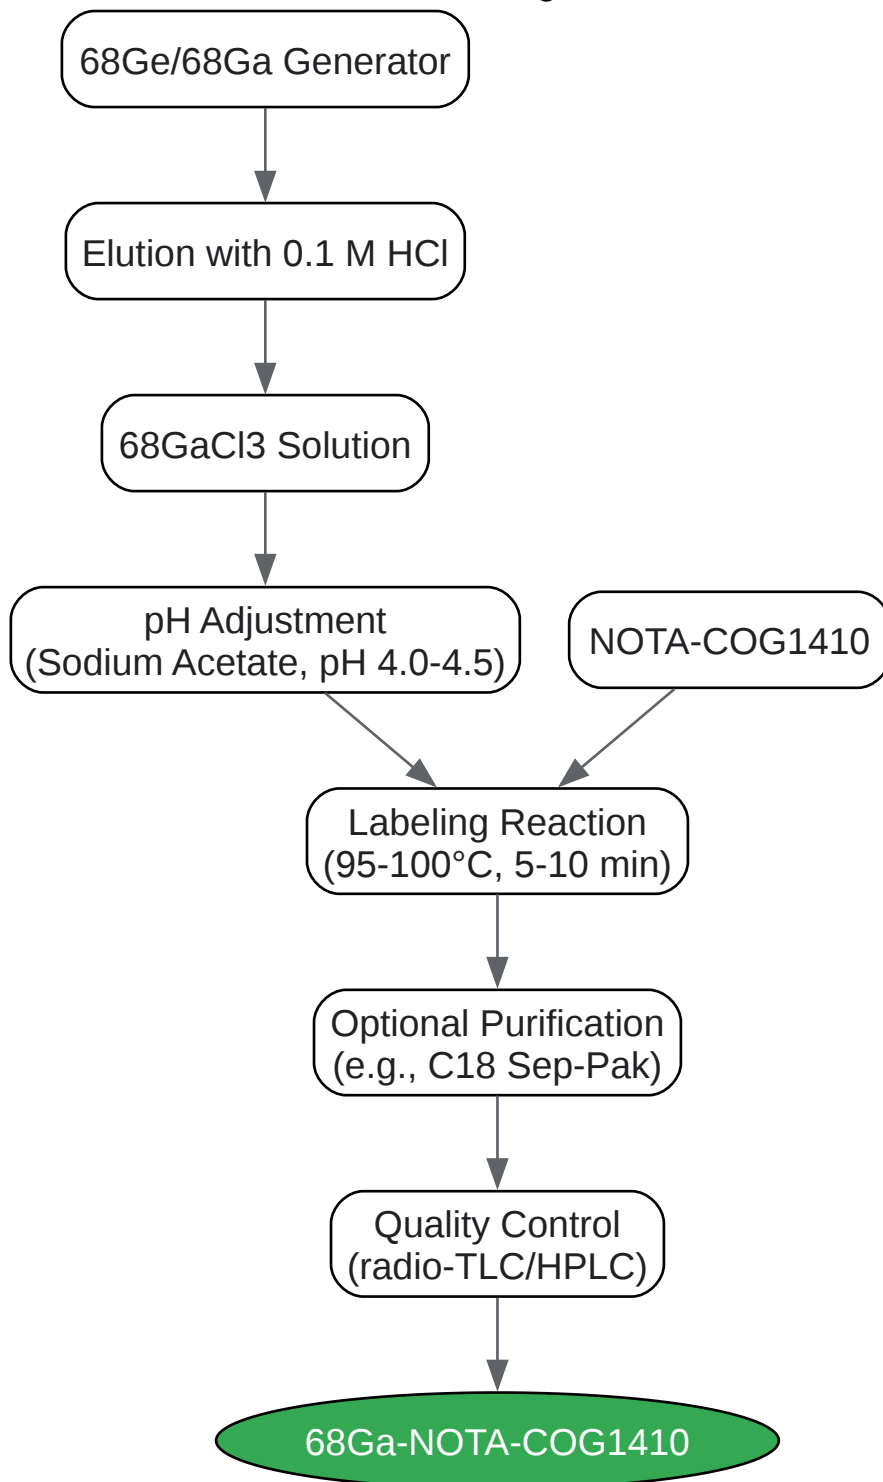 68Ge/68Ga Generator
Elution with 0.1 M HCl
68GaCl3 Solution
pH Adjustment
(Sodium Acetate, pH 4.0-4.5)
NOTA-COG1410
Labeling Reaction
(95-100°C, 5-10 min)
Optional Purification
(e.g., C18 Sep-Pak)
Quality Control
(radio-TLC/HPLC)
68Ga-NOTA-COG1410